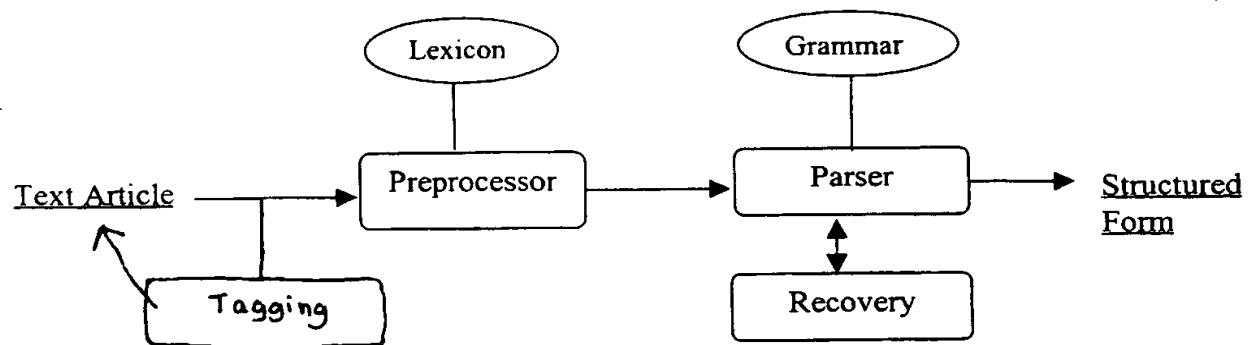 Lexicon
Grammar
Text Article
Preprocessor
Parser
Structured
Form
Tagging
Recovery